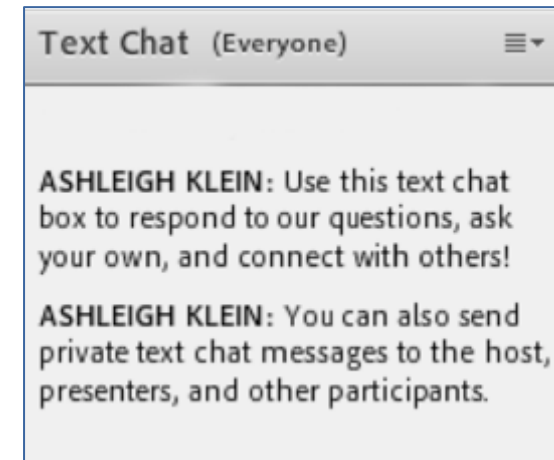 Text Chat (Everyone)
ASHLEIGH KLEIN: Use this text chat
box to respond to our questions, ask
your own, and connect with others!
ASHLEIGH KLEIN: You can also send
private text chat messages to the host,
presenters, and other participants.